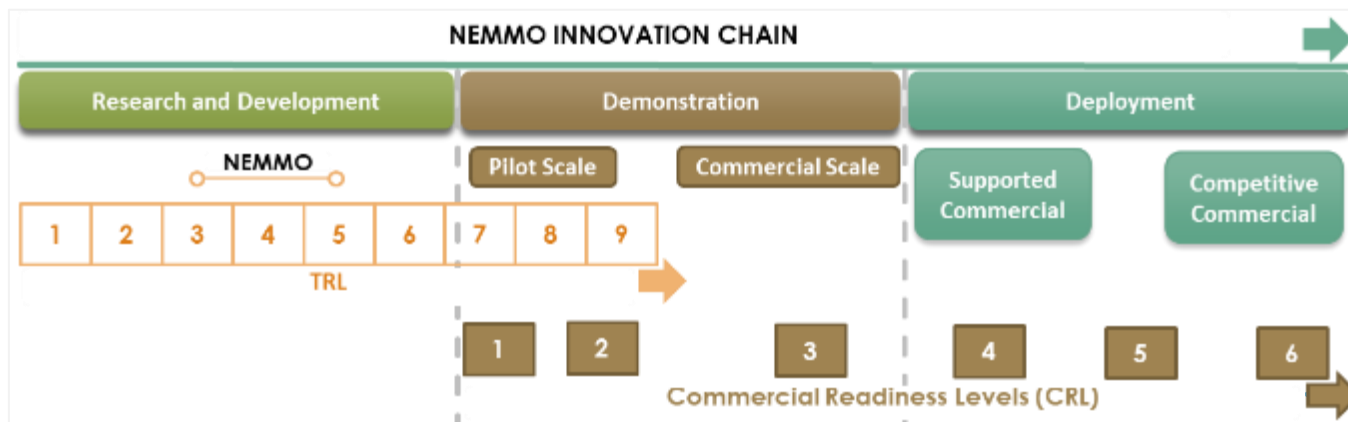 NEMMO INNOVATION CHAIN
Research and Development
Demonstration
Deployment
NEMMO
Pilot Scale
Commercial Scale
Supported
Commercial
Competitive
Commercial
1 2 3 4 5 6 7 8 9
TRL
1 2 3 4 5 6
Commercial Readiness Levels (CRL)